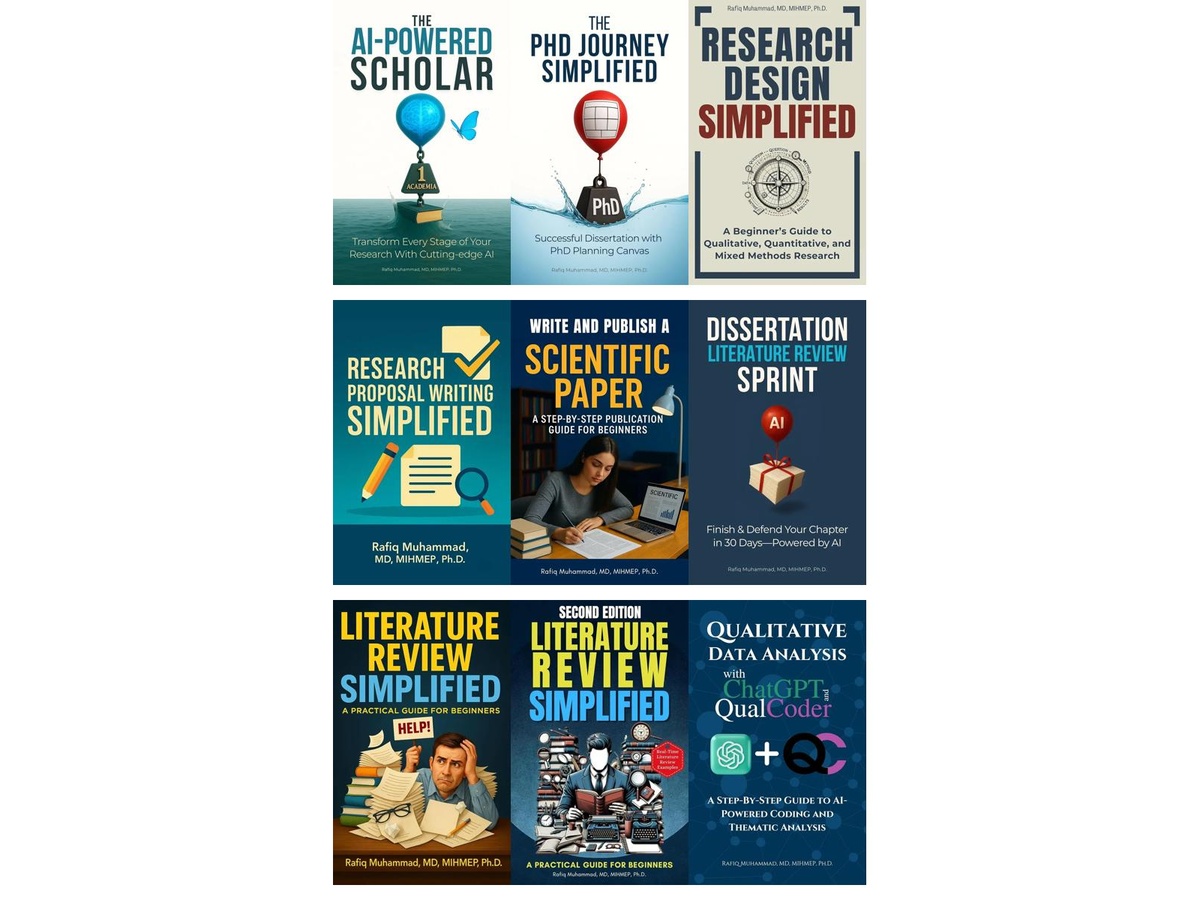 THE
AI-POWERED
SCHOLAR
1
ACADEMIA
Transform Every Stage of Your
Research With Cutting-edge AI
Rafiq Muhammad, MD, MIHMEP, Ph.D.
THE
PHD JOURNEY
SIMPLIFIED
PhD
Successful Dissertation with
PhD Planning Canvas
Rafiq Muhammad, MD, MIHMEP, Ph.D.
Rafiq Muhammad, MD, MIHMEP, Ph.D.
RESEARCH
DESIGN
SIMPLIFIED
A Beginner's Guide to
Qualitative, Quantitative, and
Mixed Methods Research
RESEARCH
PROPOSAL WRITING
SIMPLIFIED
Rafiq Muhammad,
MD, MIHMEP, Ph.D.
WRITE AND PUBLISH A
SCIENTIFIC
PAPER
A STEP-BY-STEP PUBLICATION
GUIDE FOR BEGINNERS
SCIENTIFIC
Rafiq Muhammad, MD, MIHMEP, Ph.D.
DISSERTATION
LITERATURE REVIEW
SPRINT
AI
Finish & Defend Your Chapter
in 30 Days—Powered by AI
Rafiq Muhammad, MD, MIHMEP, Ph.D.
LITERATURE
REVIEW
SIMPLIFIED
A PRACTICAL GUIDE FOR BEGINNERS
HELP!
Rafiq Muhammad, MD, MIHMEP, Ph.D.
SECOND EDITION
LITERATURE
REVIEW
SIMPLIFIED
Real-Time
Literature
Review
Examples
A PRACTICAL GUIDE FOR BEGINNERS
Rafiq Muhammad, MD, MIHMEP, Ph.D.
QUALITATIVE
DATA ANALYSIS
with
ChatGPT and
QualCoder
QC
A STEP-BY-STEP GUIDE TO AI-
POWERED CODING AND
THEMATIC ANALYSIS
RAFIQ MUHAMMAD, MD, MIHMEP, PH.D.